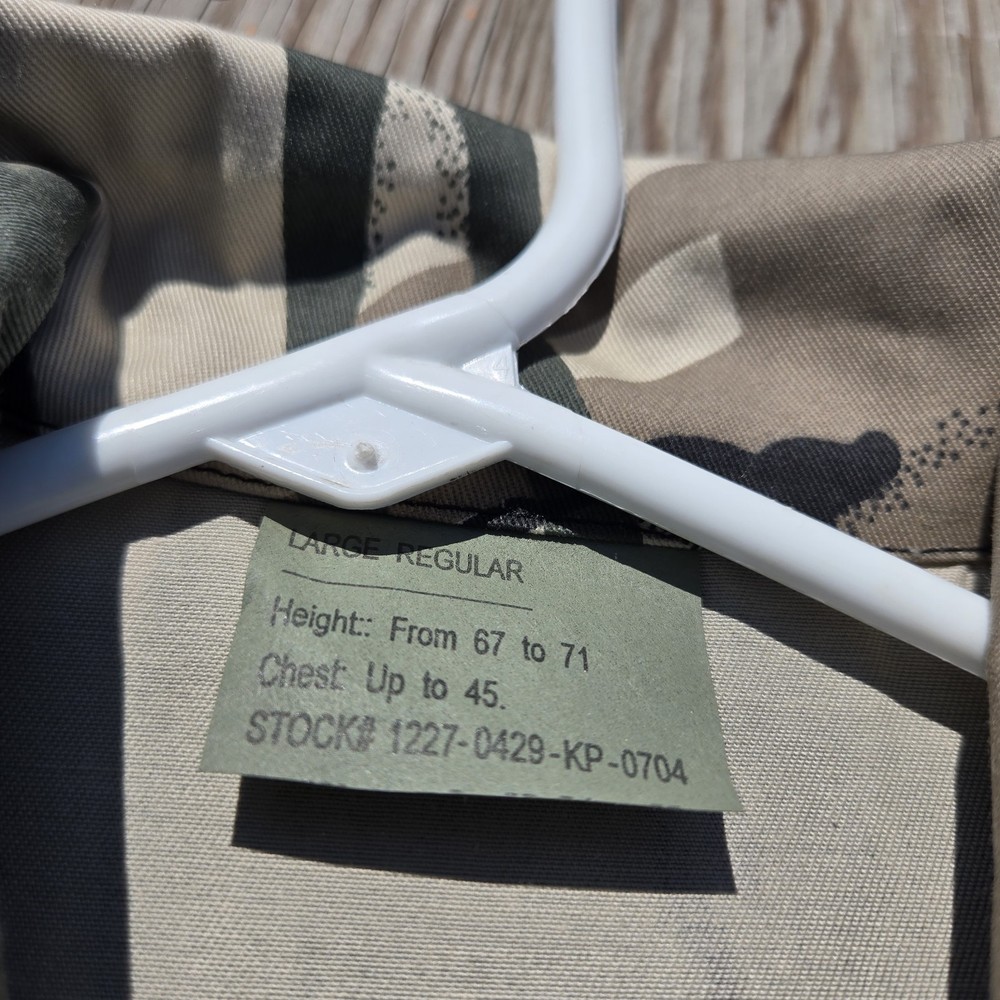 LARGE REGULAR
Height:: From 67 to 71
Chest: Up to 45.
STOCK# 1227-0429-KP-0704